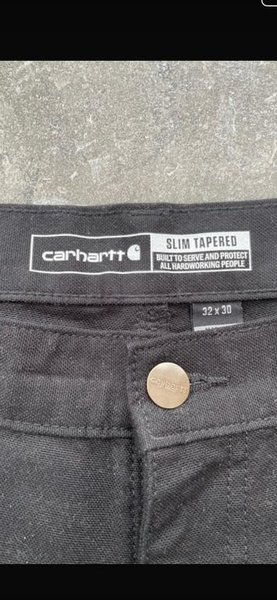 carhartt
SLIM TAPERED
BUILT TO SERVE AND PROTECT
ALL HARDWORKING PEOPLE
32 x 30